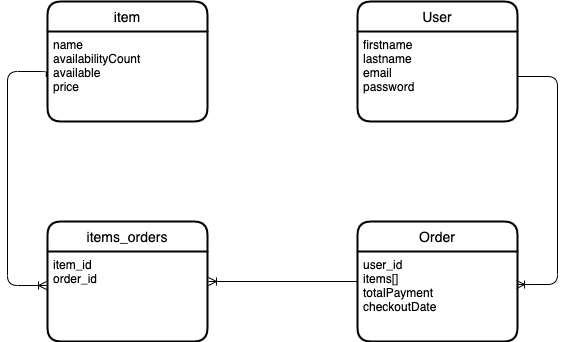 item
name
availabilityCount
available
price
User
firstname
lastname
email
password
items_orders
item_id
order_id
Order
user_id
items[]
totalPayment
checkoutDate